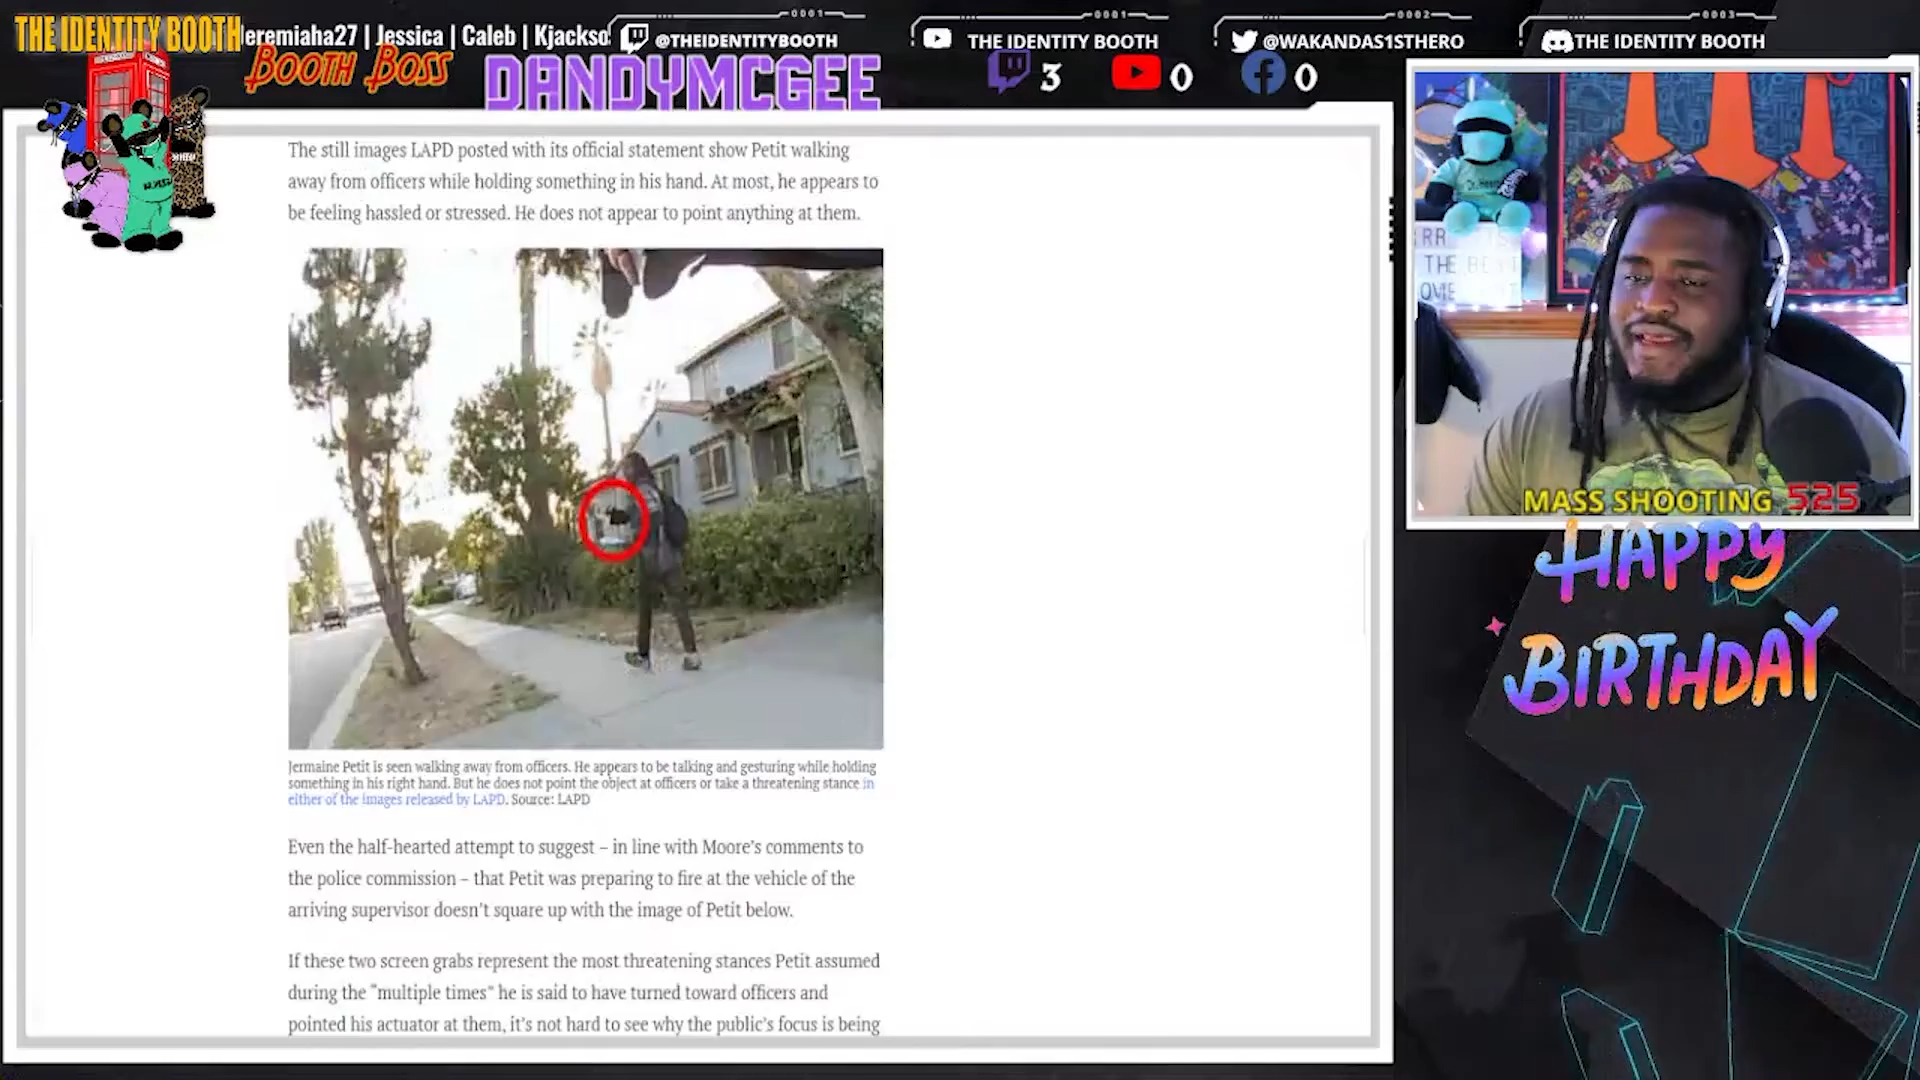 THE IDENTITY BOOTH
eremiaha27 | Jessica | Caleb | Kjackso
BOOTH BOSS
DANDYMCGEE
0001
@THEIDENTITYBOOTH
0001
THE IDENTITY BOOTH
0002
@WAKANDAS1STHERO
0003
THE IDENTITY BOOTH
3
0
0
The still images LAPD posted with its official statement show Petit walking
away from officers while holding something in his hand. At most, he appears to
be feeling hassled or stressed. He does not appear to point anything at them.
Jermaine Petit is seen walking away from officers. He appears to be talking and gesturing while holding
something in his right hand. But he does not point the object at officers or take a threatening stance in
either of the images released by LAPD. Source: LAPD
Even the half-hearted attempt to suggest – in line with Moore's comments to
the police commission – that Petit was preparing to fire at the vehicle of the
arriving supervisor doesn't square up with the image of Petit below.
If these two screen grabs represent the most threatening stances Petit assumed
during the "multiple times" he is said to have turned toward officers and
pointed his actuator at them, it's not hard to see why the public's focus is being
THE BE
MASS SHOOTING 525
HAPPY
BIRTHDAY